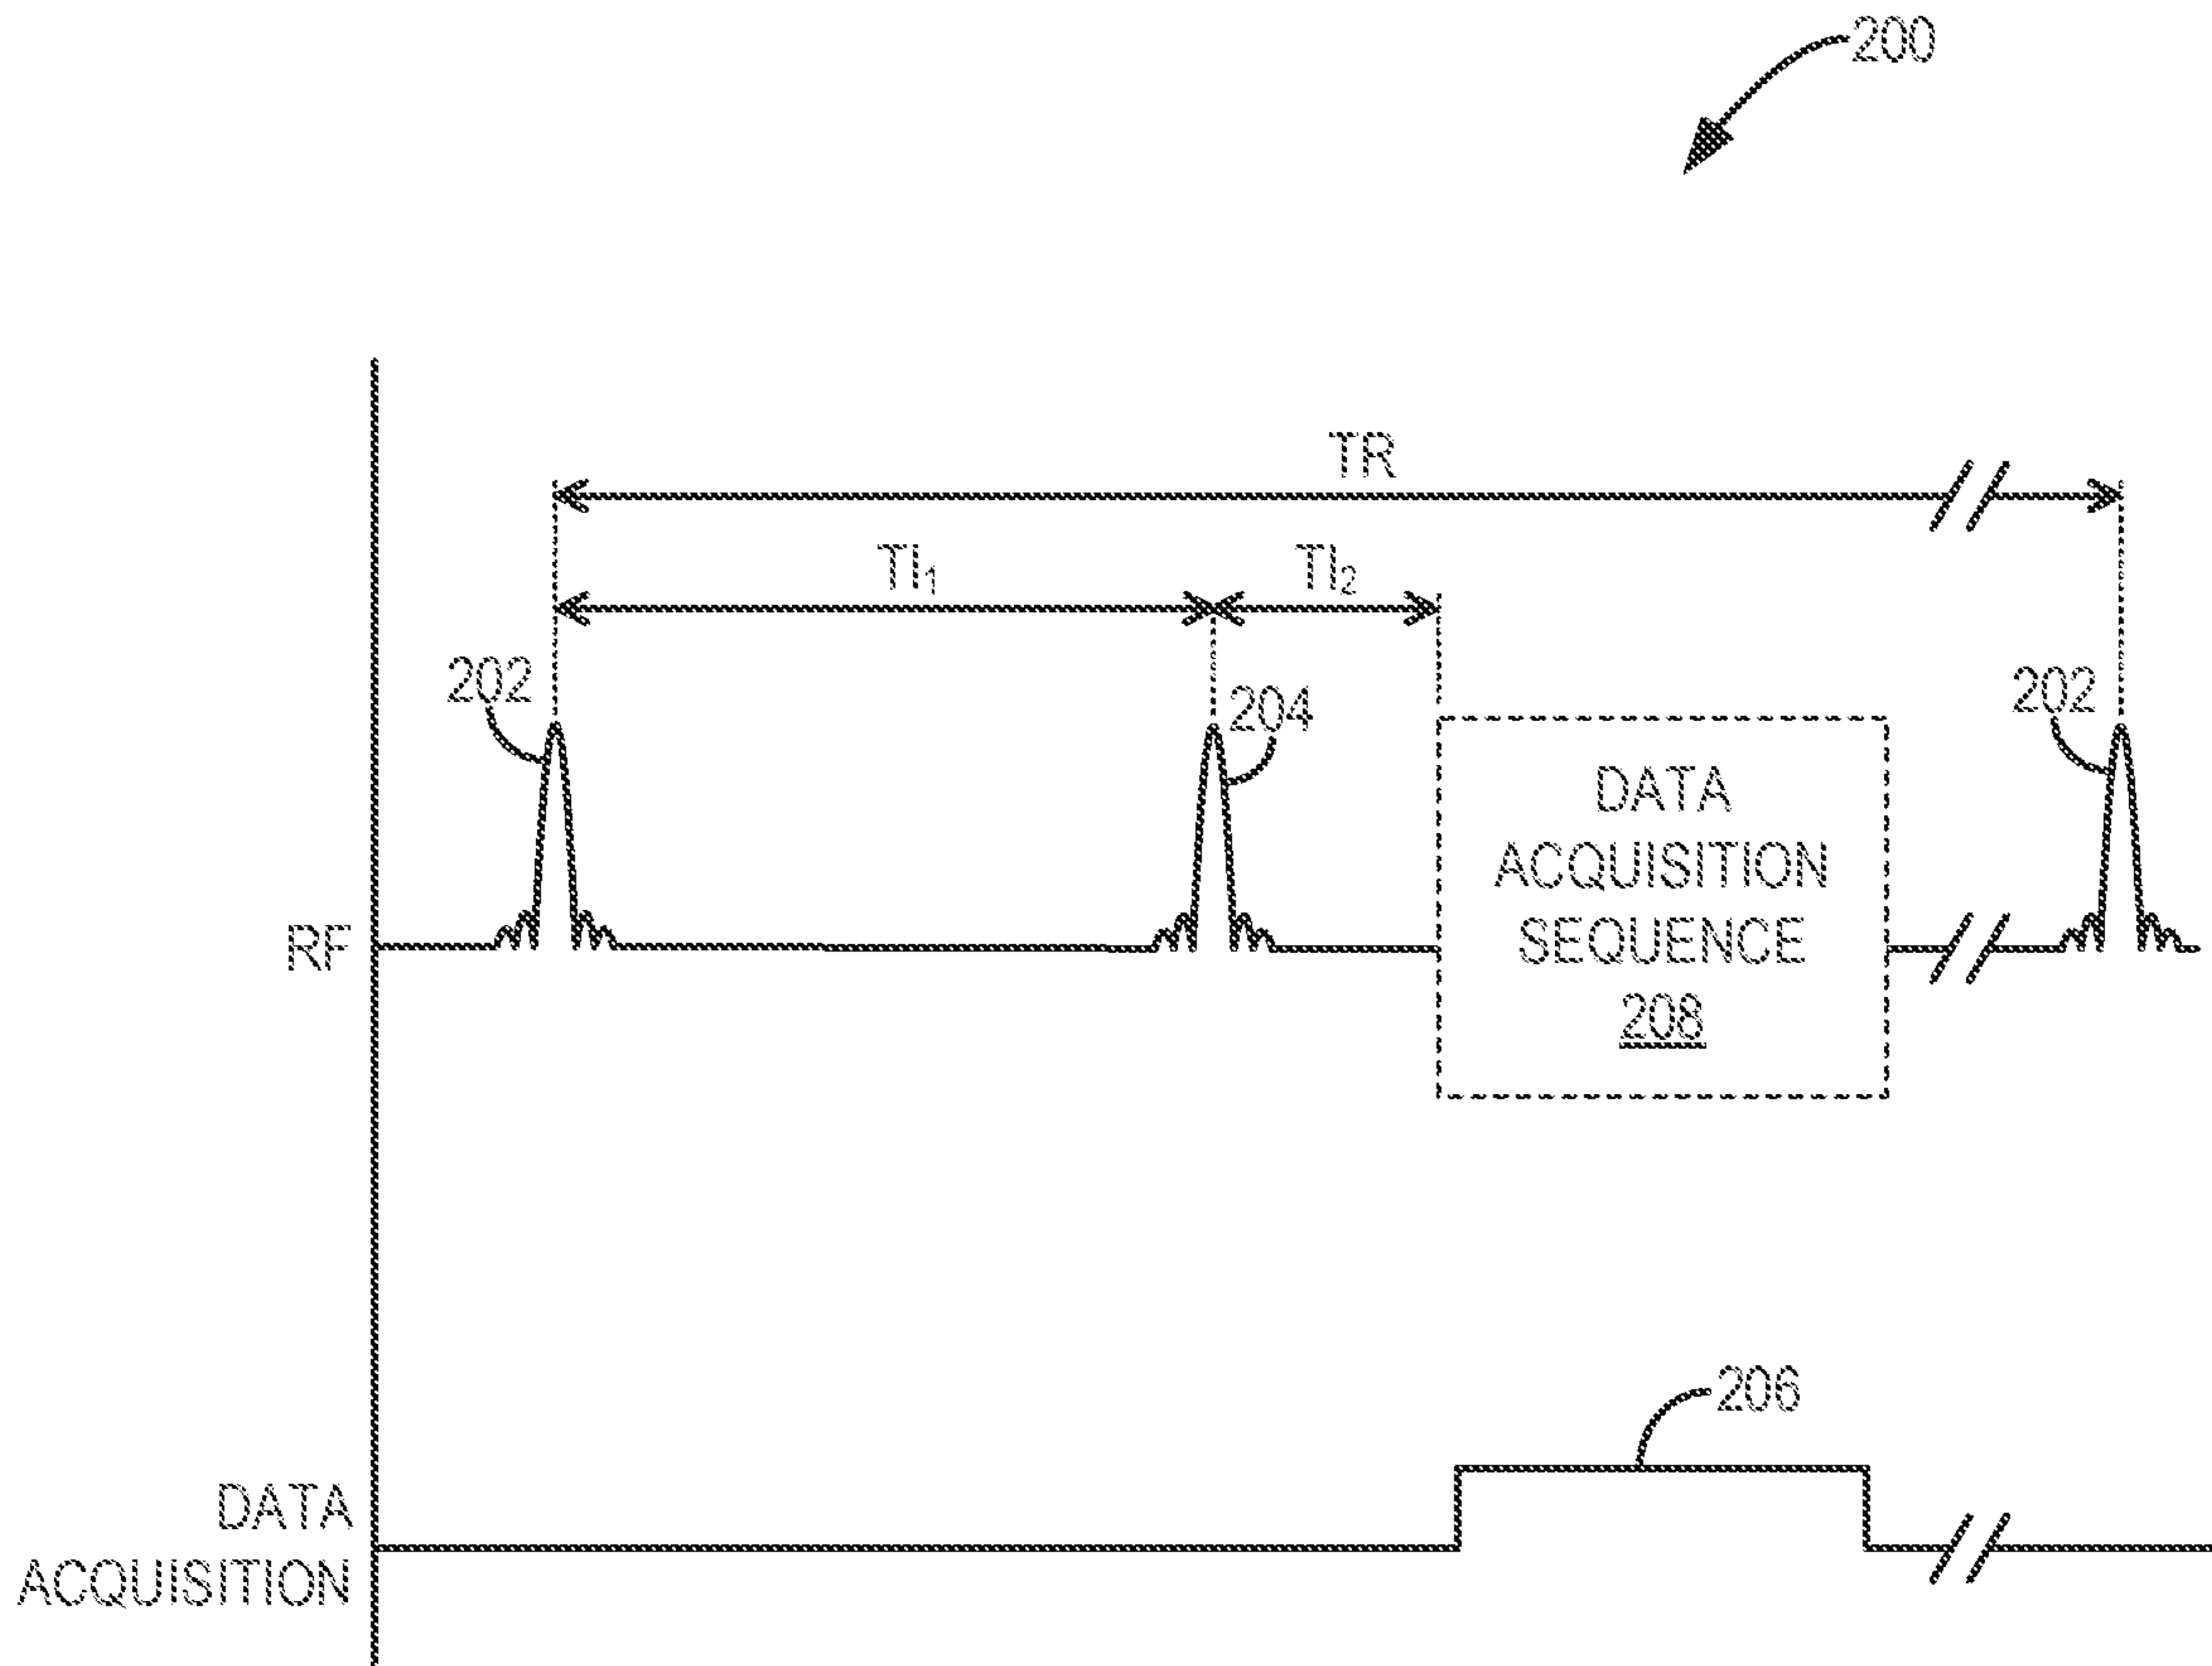 200
TR
TI₁
TI₂
202
204
202
DATA
ACQUISITION
SEQUENCE
208
RF
206
DATA
ACQUISITION